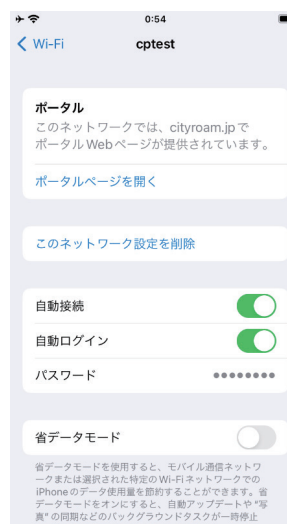 0:54
Wi-Fi
cptest
ポータル
このネットワークでは、cityroam.jpで
ポータルWebページが提供されています。
ポータルページを開く
このネットワーク設定を削除
自動接続
自動ログイン
パスワード ●●●●●●●●
省データモード
省データモードを使用すると、モバイル通信ネットワ
ークまたは選択された特定のWi-Fiネットワークでの
iPhoneのデータ使用量を節約することができます。省
データモードをオンにすると、自動アップデートや"写
真"の同期などのバックグラウンドタスクが一時停止